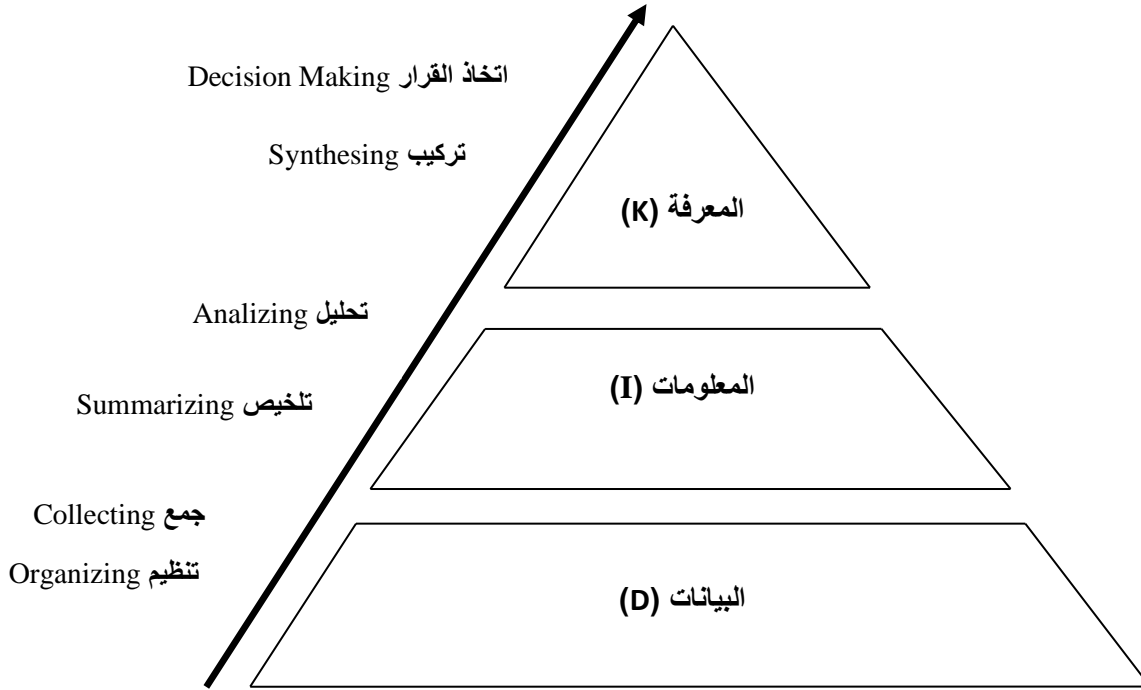 Decision Making اتخاذ القرار
Synthesing تركيب
المعرفة (K)
Analizing تحليل
المعلومات (I)
Summarizing تلخيص
Collecting جمع
Organizing تنظيم
البيانات (D)